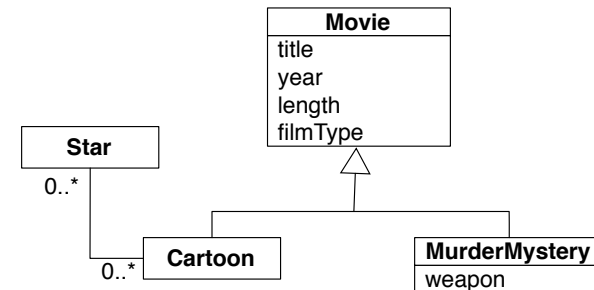 Movie
title
year
length
filmType
Star
0..*
0..*
Cartoon
MurderMystery
weapon